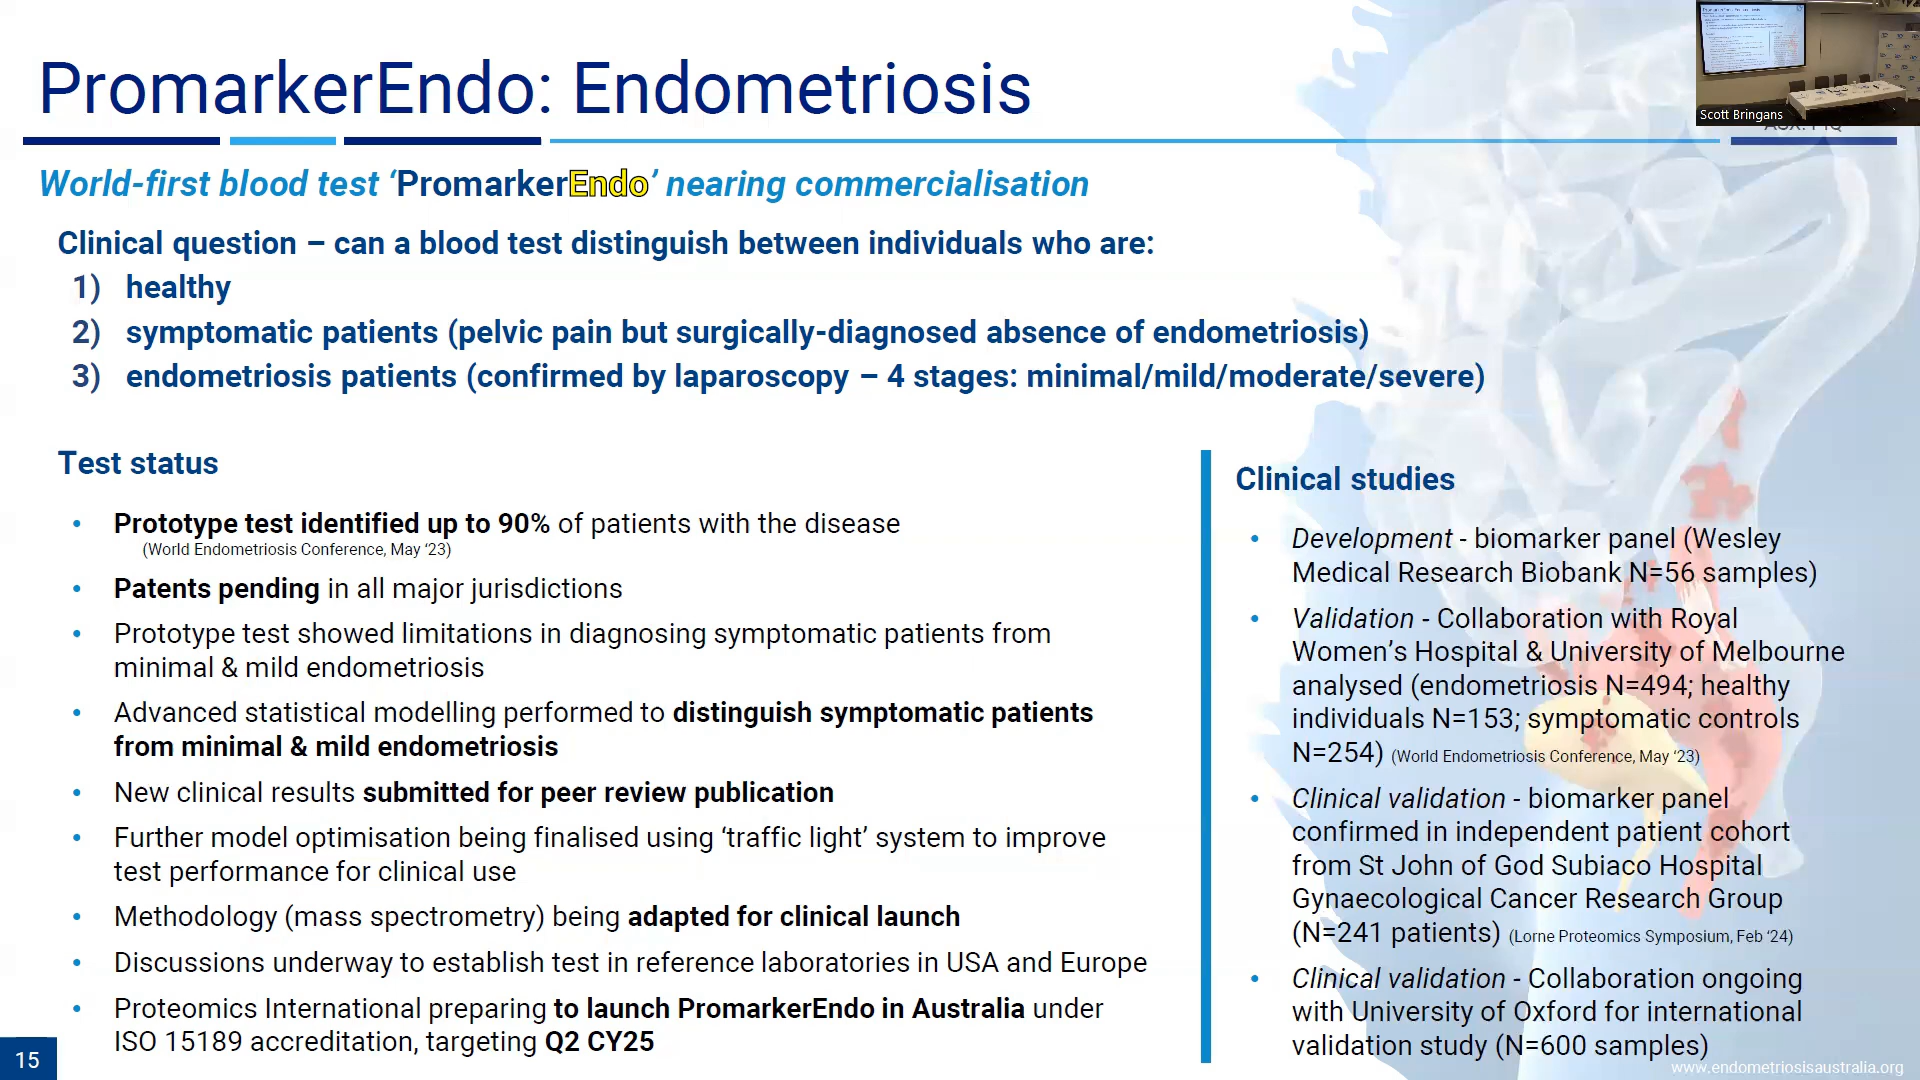 PromarkerEndo: Endometriosis
Scott Bringans
World-first blood test ‘PromarkerEndo’ nearing commercialisation
Clinical question – can a blood test distinguish between individuals who are:
1) healthy
2) symptomatic patients (pelvic pain but surgically-diagnosed absence of endometriosis)
3) endometriosis patients (confirmed by laparoscopy – 4 stages: minimal/mild/moderate/severe)
Test status
• Prototype test identified up to 90% of patients with the disease
(World Endometriosis Conference, May ‘23)
• Patents pending in all major jurisdictions
• Prototype test showed limitations in diagnosing symptomatic patients from
minimal & mild endometriosis
• Advanced statistical modelling performed to distinguish symptomatic patients
from minimal & mild endometriosis
• New clinical results submitted for peer review publication
• Further model optimisation being finalised using ‘traffic light’ system to improve
test performance for clinical use
• Methodology (mass spectrometry) being adapted for clinical launch
• Discussions underway to establish test in reference laboratories in USA and Europe
• Proteomics International preparing to launch PromarkerEndo in Australia under
ISO 15189 accreditation, targeting Q2 CY25
Clinical studies
• Development - biomarker panel (Wesley
Medical Research Biobank N=56 samples)
• Validation - Collaboration with Royal
Women’s Hospital & University of Melbourne
analysed (endometriosis N=494; healthy
individuals N=153; symptomatic controls
N=254) (World Endometriosis Conference, May ‘23)
• Clinical validation - biomarker panel
confirmed in independent patient cohort
from St John of God Subiaco Hospital
Gynaecological Cancer Research Group
(N=241 patients) (Lorne Proteomics Symposium, Feb ‘24)
• Clinical validation - Collaboration ongoing
with University of Oxford for international
validation study (N=600 samples)
15
www.endometriosisaustralia.org